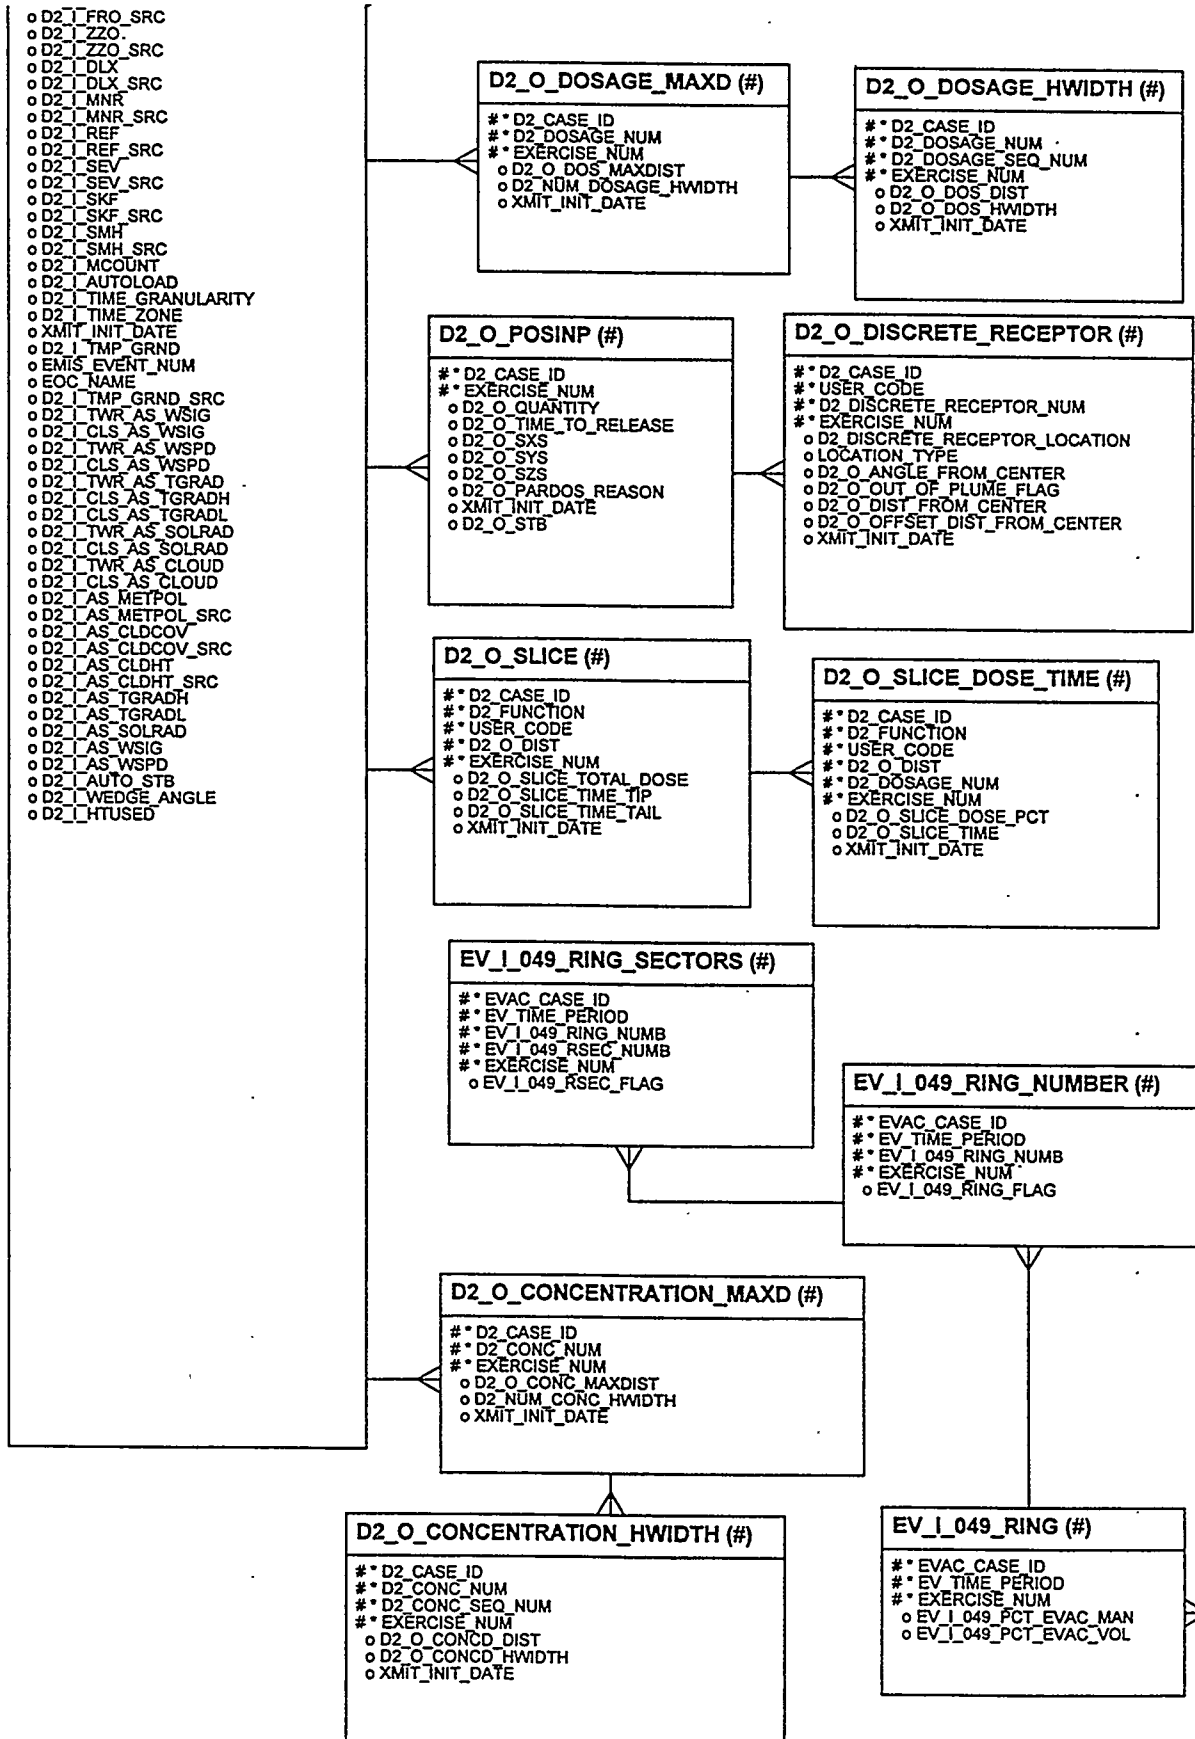 o D2_I_FRO_SRC
o D2_I_ZZO
o D2_I_ZZO_SRC
o D2_I_DLX
o D2_I_DLX_SRC
o D2_I_MNR
o D2_I_MNR_SRC
o D2_I_REF
o D2_I_REF_SRC
o D2_I_SEV
o D2_I_SEV_SRC
o D2_I_SKF
o D2_I_SKF_SRC
o D2_I_SMH
o D2_I_SMH_SRC
o D2_I_MCOUNT
o D2_I_AUTOLOAD
o D2_I_TIME_GRANULARITY
o D2_I_TIME_ZONE
o XMIT_INIT_DATE
o D2_I_TMP_GRND
o EMIS_EVENT_NUM
o EOC_NAME
o D2_I_TMP_GRND_SRC
o D2_I_TWR_AS_WSIG
o D2_I_CLS_AS_WSIG
o D2_I_TWR_AS_WSPD
o D2_I_CLS_AS_WSPD
o D2_I_TWR_AS_TGRAD
o D2_I_CLS_AS_TGRADH
o D2_I_CLS_AS_TGRADL
o D2_I_TWR_AS_SOLRAD
o D2_I_CLS_AS_SOLRAD
o D2_I_TWR_AS_CLOUD
o D2_I_CLS_AS_CLOUD
o D2_I_AS_METPOL
o D2_I_AS_METPOL_SRC
o D2_I_AS_CLDCOV
o D2_I_AS_CLDCOV_SRC
o D2_I_AS_CLDHT
o D2_I_AS_CLDHT_SRC
o D2_I_AS_TGRADH
o D2_I_AS_TGRADL
o D2_I_AS_SOLRAD
o D2_I_AS_WSIG
o D2_I_AS_WSPD
o D2_I_AUTO_STB
o D2_I_WEDGE_ANGLE
o D2_I_HTUSED
D2_O_DOSAGE_MAXD (#)
#* D2_CASE_ID
#* D2_DOSAGE_NUM
#* EXERCISE_NUM
o D2_O_DOS_MAXDIST
o D2_NUM_DOSAGE_HWIDTH
o XMIT_INIT_DATE
D2_O_DOSAGE_HWIDTH (#)
#* D2_CASE_ID
#* D2_DOSAGE_NUM
#* D2_DOSAGE_SEQ_NUM
#* EXERCISE_NUM
o D2_O_DOS_DIST
o D2_O_DOS_HWIDTH
o XMIT_INIT_DATE
D2_O_POSINP (#)
#* D2_CASE_ID
#* EXERCISE_NUM
o D2_O_QUANTITY
o D2_O_TIME_TO_RELEASE
o D2_O_SXS
o D2_O_SYS
o D2_O_SZS
o D2_O_PARDOS_REASON
o XMIT_INIT_DATE
o D2_O_STB
D2_O_DISCRETE_RECEPTOR (#)
#* D2_CASE_ID
#* USER_CODE
#* D2_DISCRETE_RECEPTOR_NUM
#* EXERCISE_NUM
o D2_DISCRETE_RECEPTOR_LOCATION
o LOCATION_TYPE
o D2_O_ANGLE_FROM_CENTER
o D2_O_OUT_OF_PLUME_FLAG
o D2_O_DIST_FROM_CENTER
o D2_O_OFFSET_DIST_FROM_CENTER
o XMIT_INIT_DATE
D2_O_SLICE (#)
#* D2_CASE_ID
#* D2_FUNCTION
#* USER_CODE
#* D2_O_DIST
#* EXERCISE_NUM
o D2_O_SLICE_TOTAL_DOSE
o D2_O_SLICE_TIME_TIP
o D2_O_SLICE_TIME_TAIL
o XMIT_INIT_DATE
D2_O_SLICE_DOSE_TIME (#)
#* D2_CASE_ID
#* D2_FUNCTION
#* USER_CODE
#* D2_O_DIST
#* D2_DOSAGE_NUM
#* EXERCISE_NUM
o D2_O_SLICE_DOSE_PCT
o D2_O_SLICE_TIME
o XMIT_INIT_DATE
EV_I_049_RING_SECTORS (#)
#* EVAC_CASE_ID
#* EV_TIME_PERIOD
#* EV_I_049_RING_NUMB
#* EV_I_049_RSEC_NUMB
#* EXERCISE_NUM
o EV_I_049_RSEC_FLAG
EV_I_049_RING_NUMBER (#)
#* EVAC_CASE_ID
#* EV_TIME_PERIOD
#* EV_I_049_RING_NUMB
#* EXERCISE_NUM
o EV_I_049_RING_FLAG
D2_O_CONCENTRATION_MAXD (#)
#* D2_CASE_ID
#* D2_CONC_NUM
#* EXERCISE_NUM
o D2_O_CONC_MAXDIST
o D2_NUM_CONC_HWIDTH
o XMIT_INIT_DATE
D2_O_CONCENTRATION_HWIDTH (#)
#* D2_CASE_ID
#* D2_CONC_NUM
#* D2_CONC_SEQ_NUM
#* EXERCISE_NUM
o D2_O_CONCD_DIST
o D2_O_CONCD_HWIDTH
o XMIT_INIT_DATE
EV_I_049_RING (#)
#* EVAC_CASE_ID
#* EV_TIME_PERIOD
#* EXERCISE_NUM
o EV_I_049_PCT_EVAC_MAN
o EV_I_049_PCT_EVAC_VOL